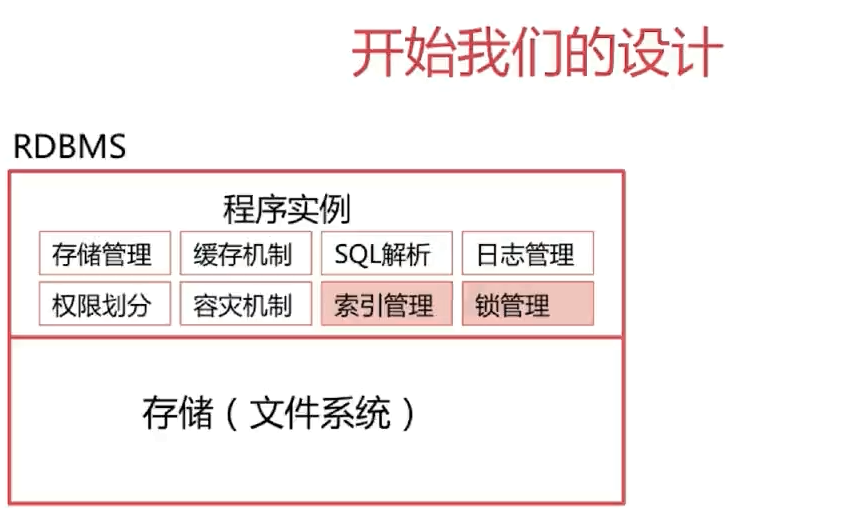 开始我们的设计
RDBMS
程序实例
存储管理 缓存机制 SQL解析 日志管理
权限划分 容灾机制 索引管理 锁管理
存储（文件系统）